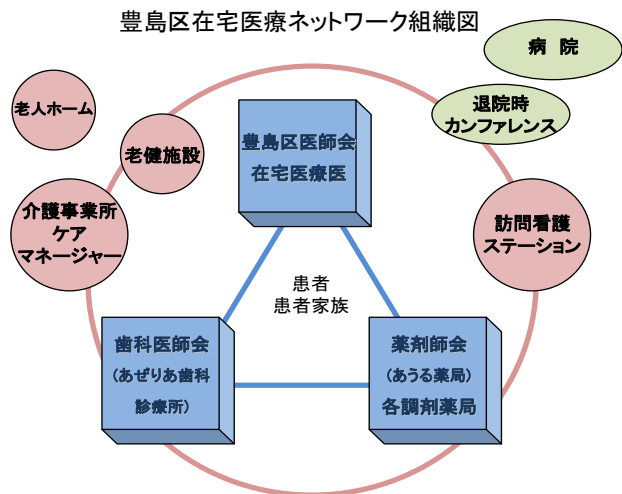 豊島区在宅医療ネットワーク組織図
病 院
老人ホーム
退院時
カンファレンス
老健施設
豊島区医師会
在宅医療医
介護事業所
ケア
マネージャー
訪問看護
ステーション
患者
患者家族
歯科医師会
(あぜりあ歯科
診療所)
薬剤師会
(あうる薬局)
各調剤薬局